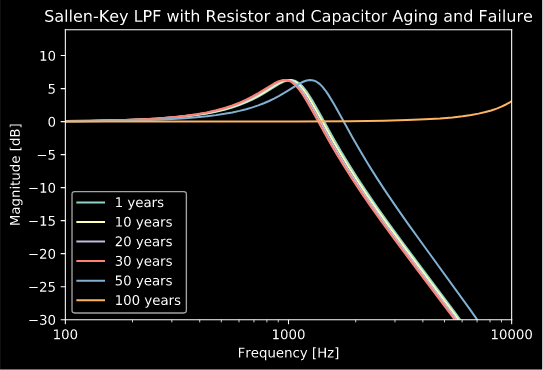 Sallen-Key LPF with Resistor and Capacitor Aging and Failure
10
5
0
−5
−10
−15
−20
−25
−30
Magnitude [dB]
1 years
10 years
20 years
30 years
50 years
100 years
100
1000
10000
Frequency [Hz]